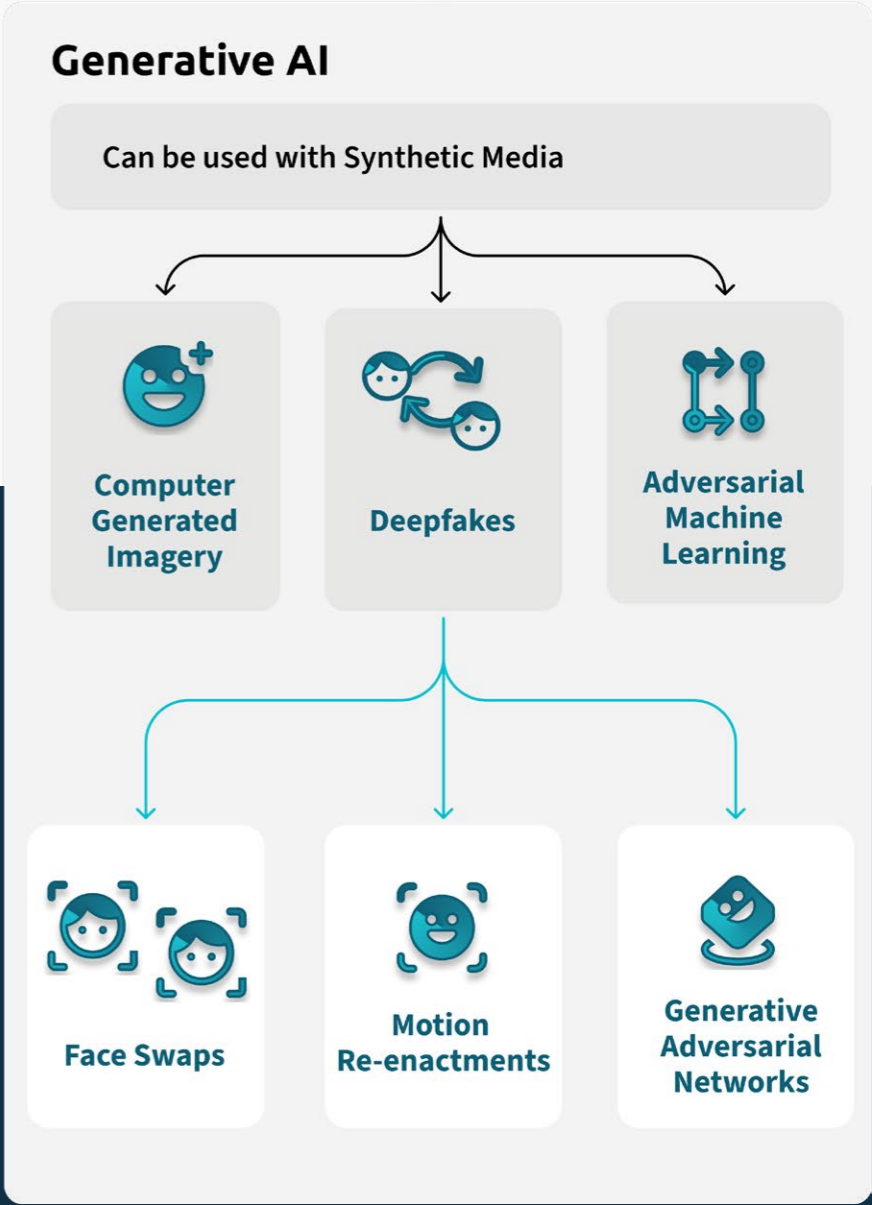 Generative AI
Can be used with Synthetic Media
Computer
Generated
Imagery
Deepfakes
Adversarial
Machine
Learning
Face Swaps
Motion
Re-enactments
Generative
Adversarial
Networks